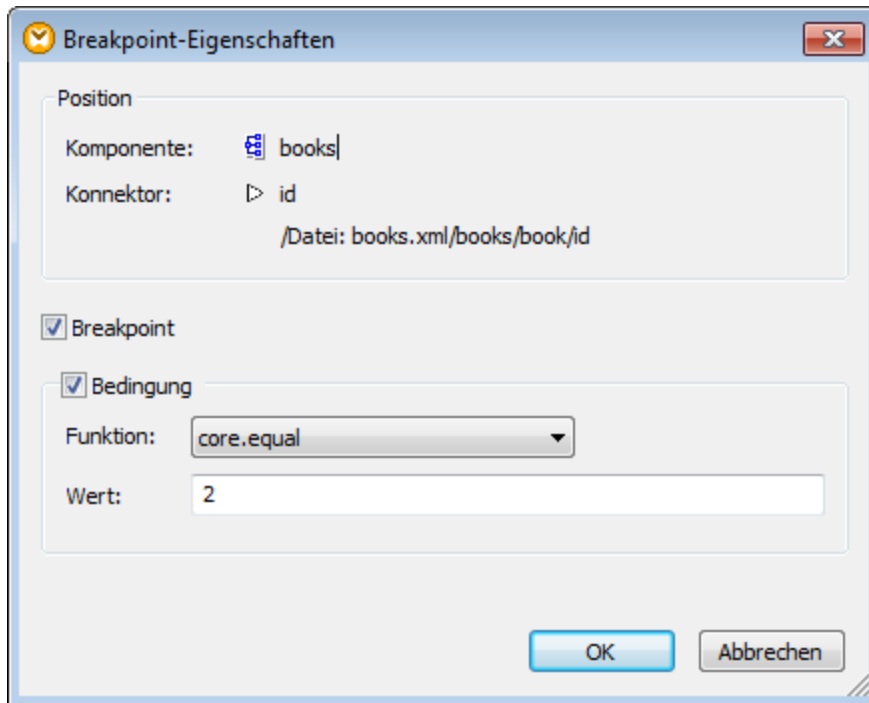 Breakpoint-Eigenschaften
Position
Komponente: books
Konnektor: id
/Datei: books.xml/books/book/id
Breakpoint
Bedingung
Funktion: core.equal
Wert: 2
OK Abbrechen